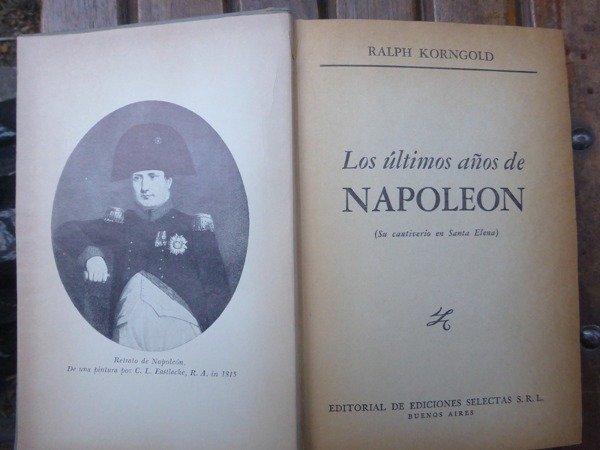 Retrato de Napoleón.
De una pintura por C. L. Eastlacke, R. A. in 1815
RALPH KORNGOLD
Los últimos años de
NAPOLEON
(Su cautiverio en Santa Elena)
EDITORIAL DE EDICIONES SELECTAS S. R. L.
BUENOS AIRES